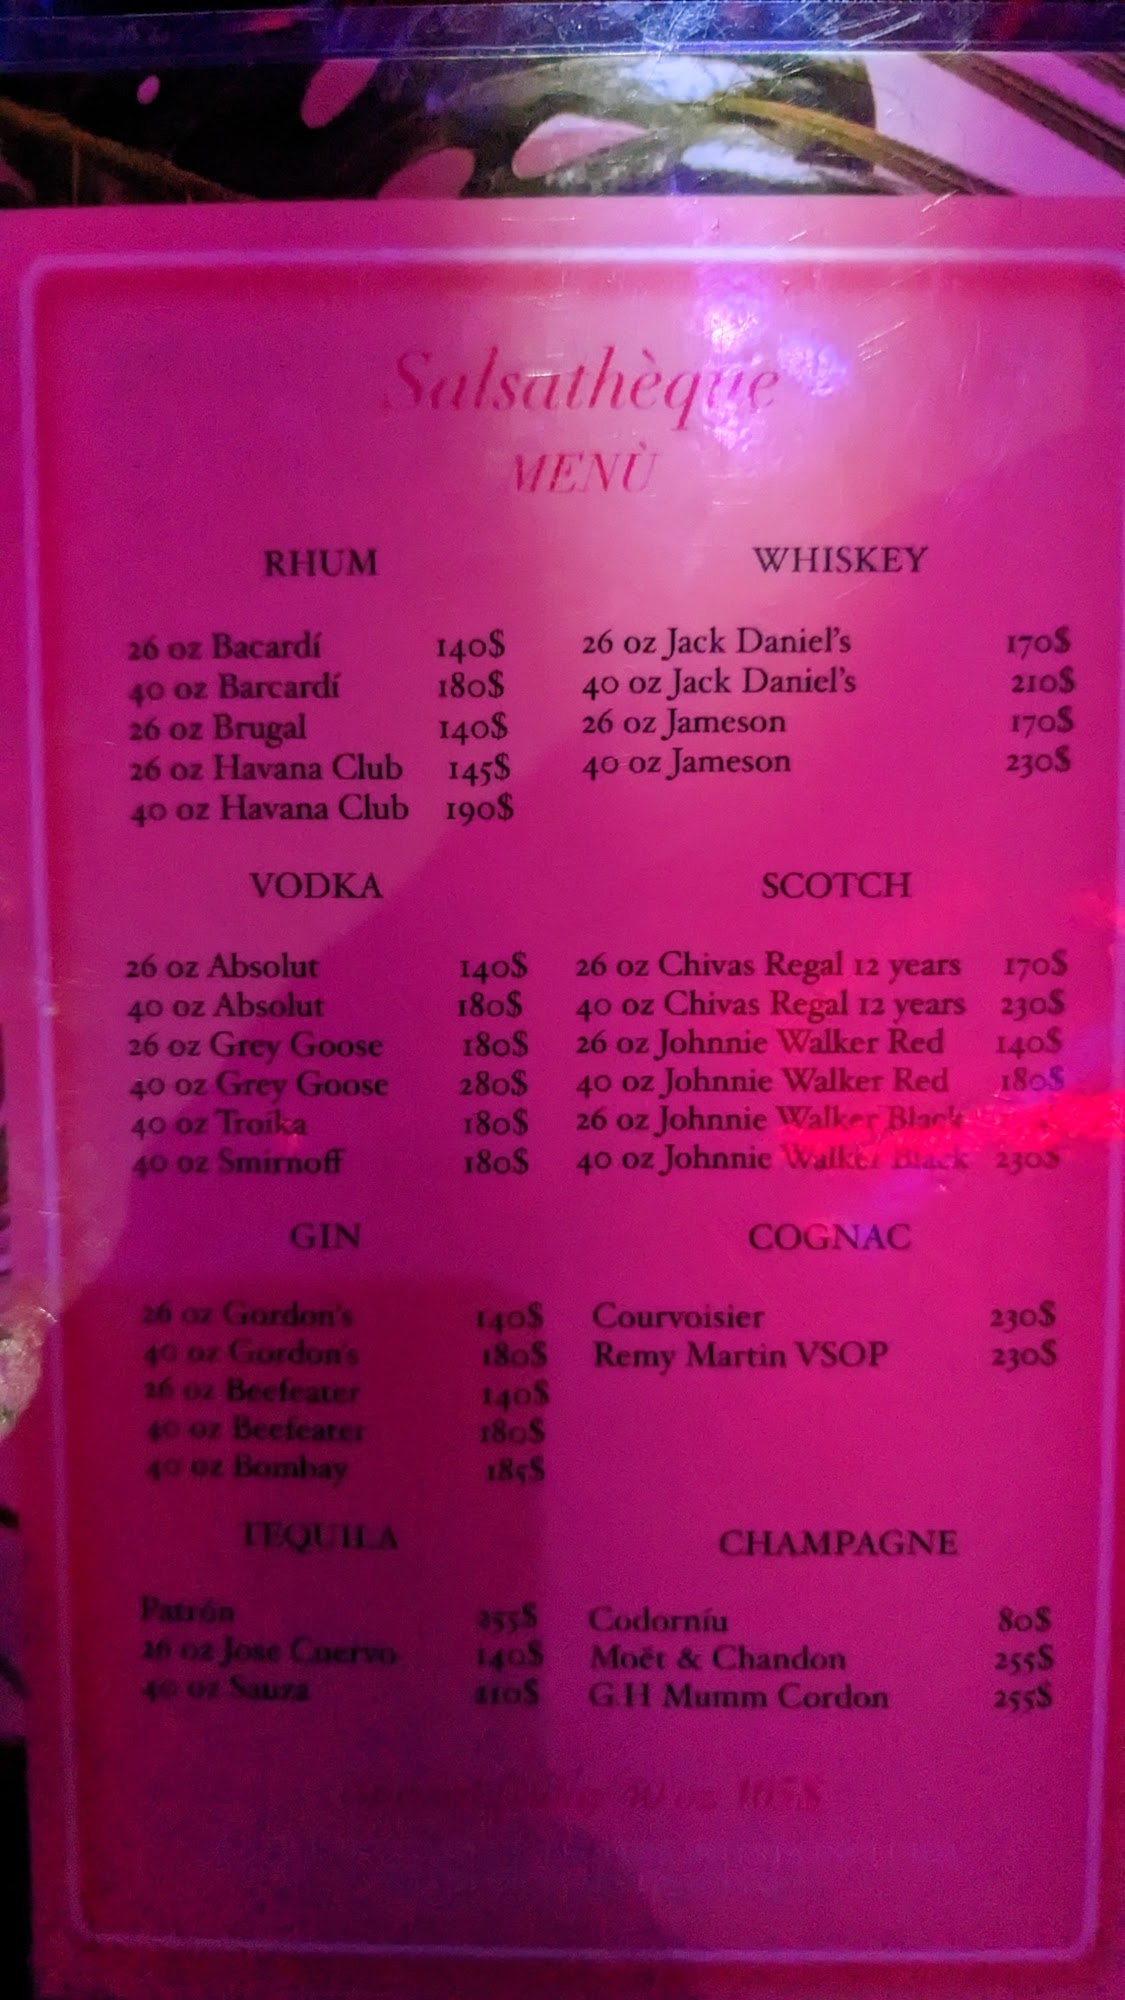 Salsathèque
MENÙ
RHUM
26 oz Bacardí 140$
40 oz Barcardí 180$
26 oz Brugal 140$
26 oz Havana Club 145$
40 oz Havana Club 190$
WHISKEY
26 oz Jack Daniel's 170$
40 oz Jack Daniel's 210$
26 oz Jameson 170$
40 oz Jameson 230$
VODKA
26 oz Absolut 140$
40 oz Absolut 180$
26 oz Grey Goose 180$
40 oz Grey Goose 280$
40 oz Troika 180$
40 oz Smirnoff 180$
SCOTCH
26 oz Chivas Regal 12 years 170$
40 oz Chivas Regal 12 years 230$
26 oz Johnnie Walker Red 140$
40 oz Johnnie Walker Red 180$
26 oz Johnnie Walker Black
40 oz Johnnie Walker Black 230$
GIN
26 oz Gordon's 140$
40 oz Gordon's 180$
26 oz Beefeater 140$
40 oz Beefeater 180$
40 oz Bombay 185$
COGNAC
Courvoisier 230$
Remy Martin VSOP 230$
TEQUILA
Patrón 255$
26 oz Jose Cuervo 140$
40 oz Sauza 210$
CHAMPAGNE
Codorníu 80$
Moët & Chandon 255$
G.H Mumm Cordon 255$
40 oz 165$